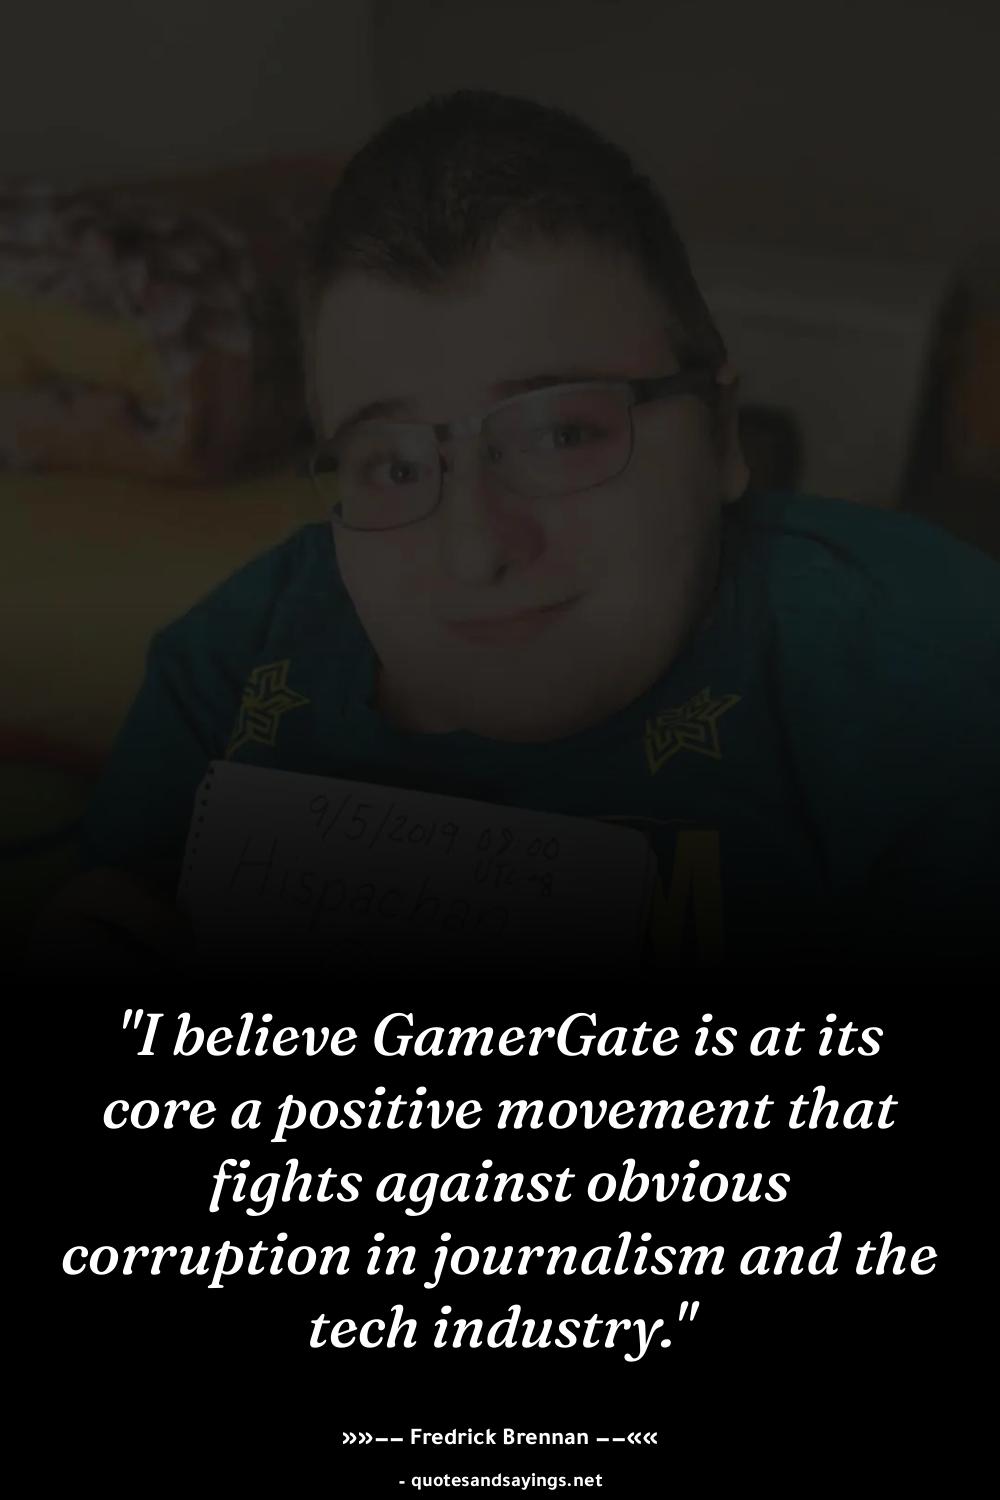 9/5/2019 09:00
UTC+8
Hispachan
M
"I believe GamerGate is at its
core a positive movement that
fights against obvious
corruption in journalism and the
tech industry."
»»−− Fredrick Brennan −−««
- quotesandsayings.net